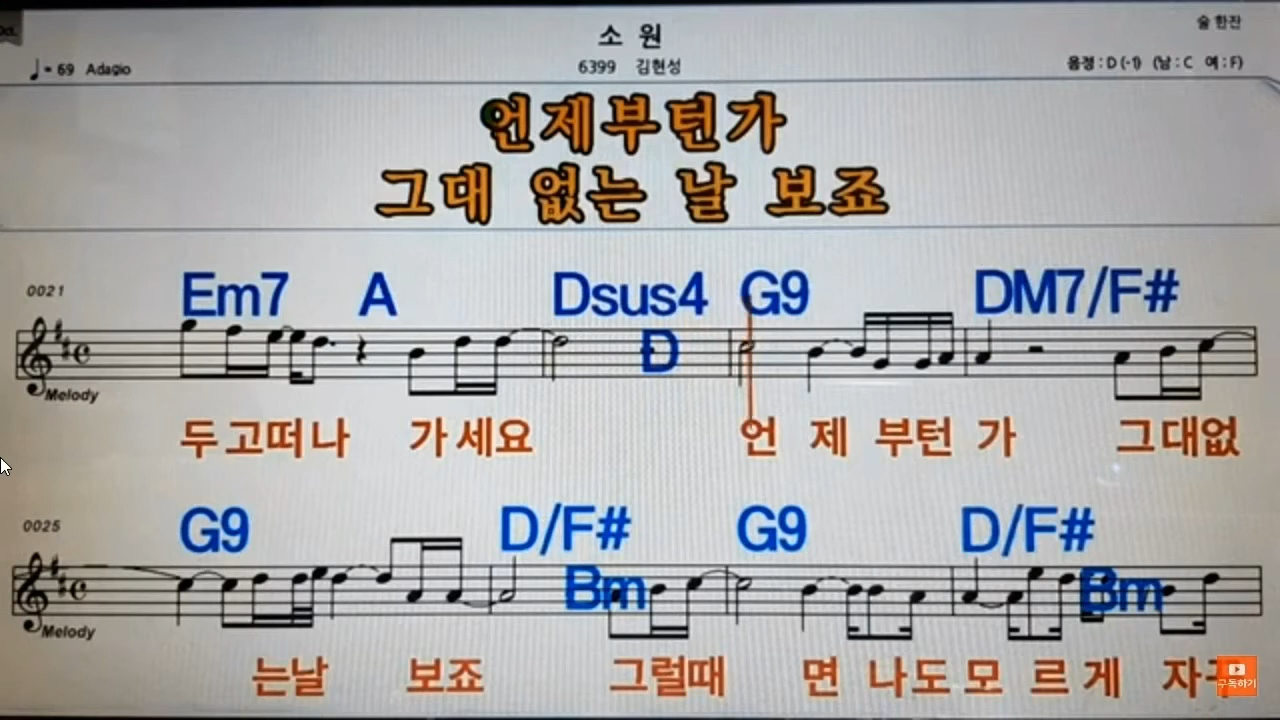 술 한잔
소 원
♩= 69 Adagio
6399 김현성
음정 : D (-1) (남 : C 여 : F)
언제부턴가
그대 없는 날 보죠
0021
Em7 A Dsus4 D G9 DM7/F#
Melody
두고떠나 가세요 언 제 부턴 가 그대없
0025
G9 D/F# Bm G9 D/F# Bm
Melody
는날 보죠 그럴때 면 나도 모 르 게 자
구독하기